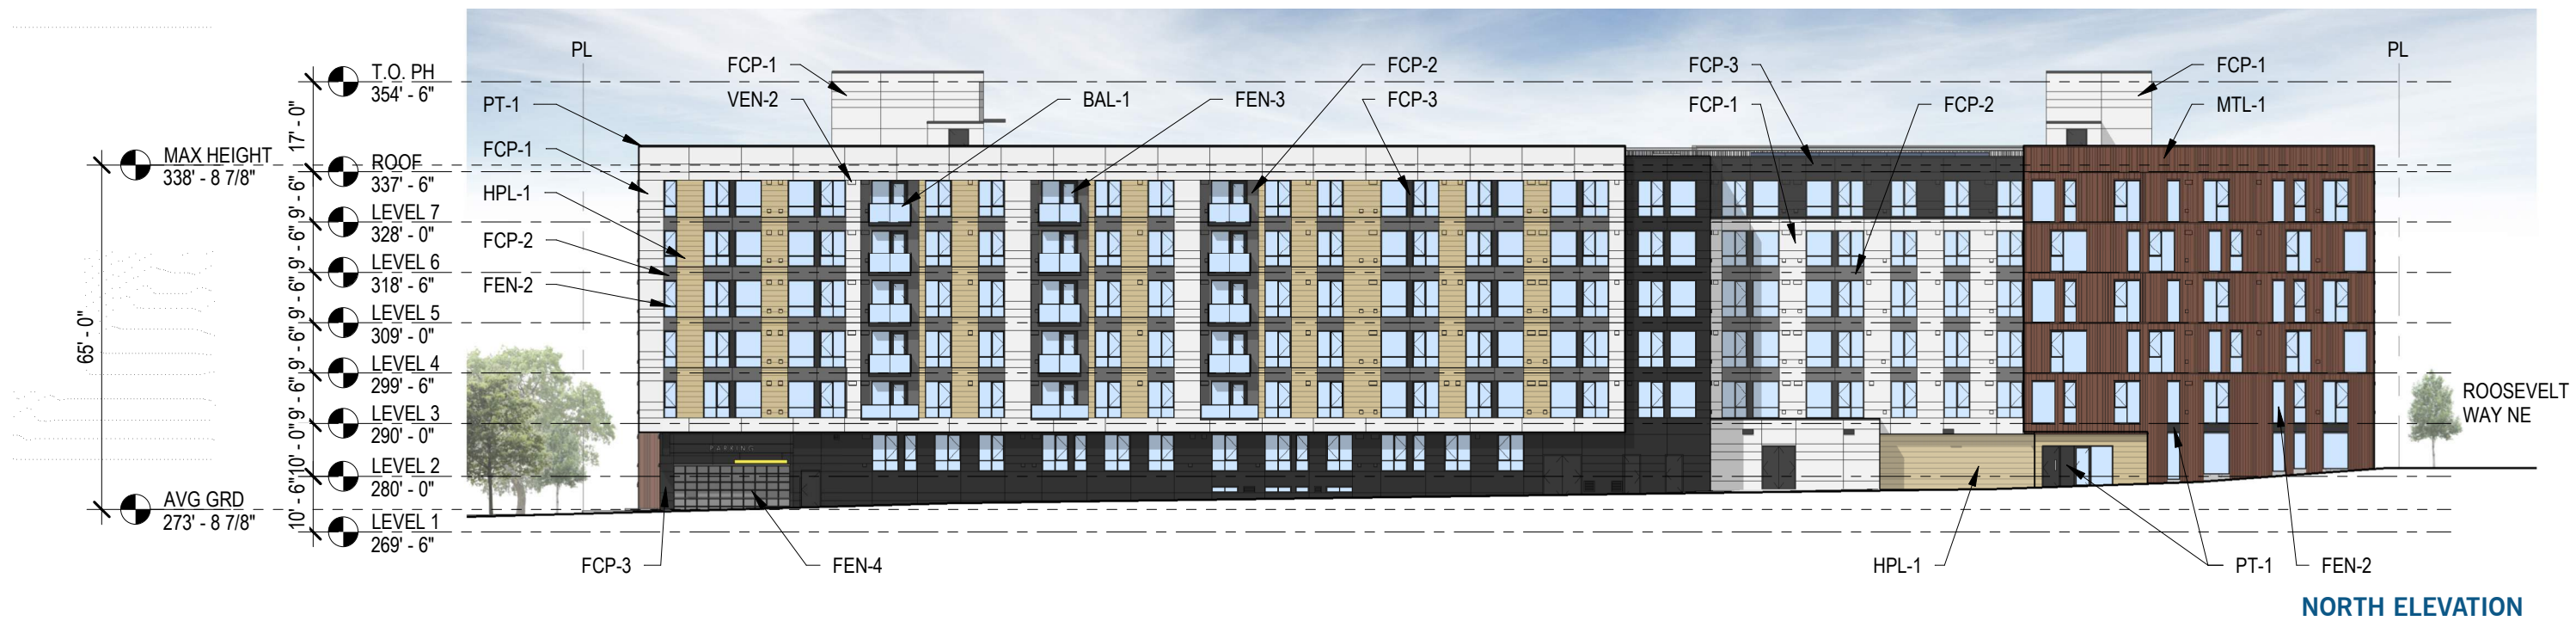 PL
PL
FCP-1
FCP-2
FCP-3
FCP-1
T.O. PH
354' - 6"
VEN-2
BAL-1
FEN-3
FCP-3
FCP-1
FCP-2
MTL-1
PT-1
17' - 0"
FCP-1
MAX HEIGHT
338' - 8 7/8"
ROOF
337' - 6"
HPL-1
9' - 6"
LEVEL 7
328' - 0"
FCP-2
9' - 6"
LEVEL 6
318' - 6"
FEN-2
9' - 6"
LEVEL 5
309' - 0"
65' - 0"
9' - 6"
LEVEL 4
299' - 6"
9' - 6"
LEVEL 3
290' - 0"
ROOSEVELT
WAY NE
10' - 0"
PARKING
LEVEL 2
280' - 0"
AVG GRD
273' - 8 7/8"
10' - 6"
LEVEL 1
269' - 6"
FCP-3
FEN-4
HPL-1
PT-1
FEN-2
NORTH ELEVATION